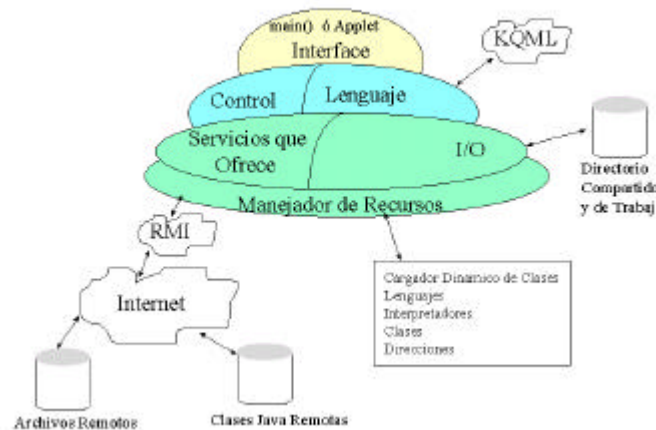 main() ó Applet
Interface
KQML
Control
Lenguaje
Servicios que
Ofrece
I/O
Directorio
Compartido
y de Trabaj
Manejador de Recursos
RMI
Internet
Cargador Dinamico de Clases
Lenguajes
Interpretadores
Clases
Direcciones
Archivos Remotos
Clases Java Remotas